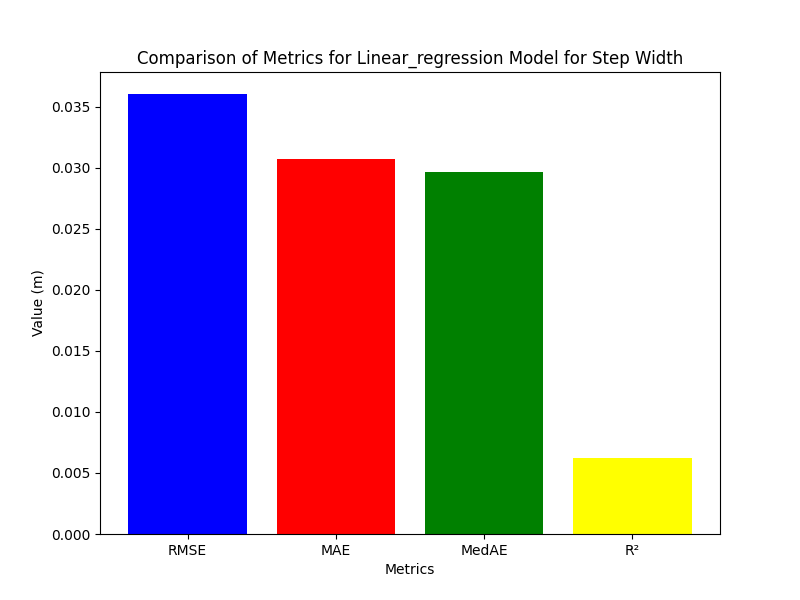 Comparison of Metrics for Linear_regression Model for Step Width
0.035
0.030
0.025
0.020
0.015
0.010
0.005
0.000
Value (m)
RMSE MAE MedAE R²
Metrics